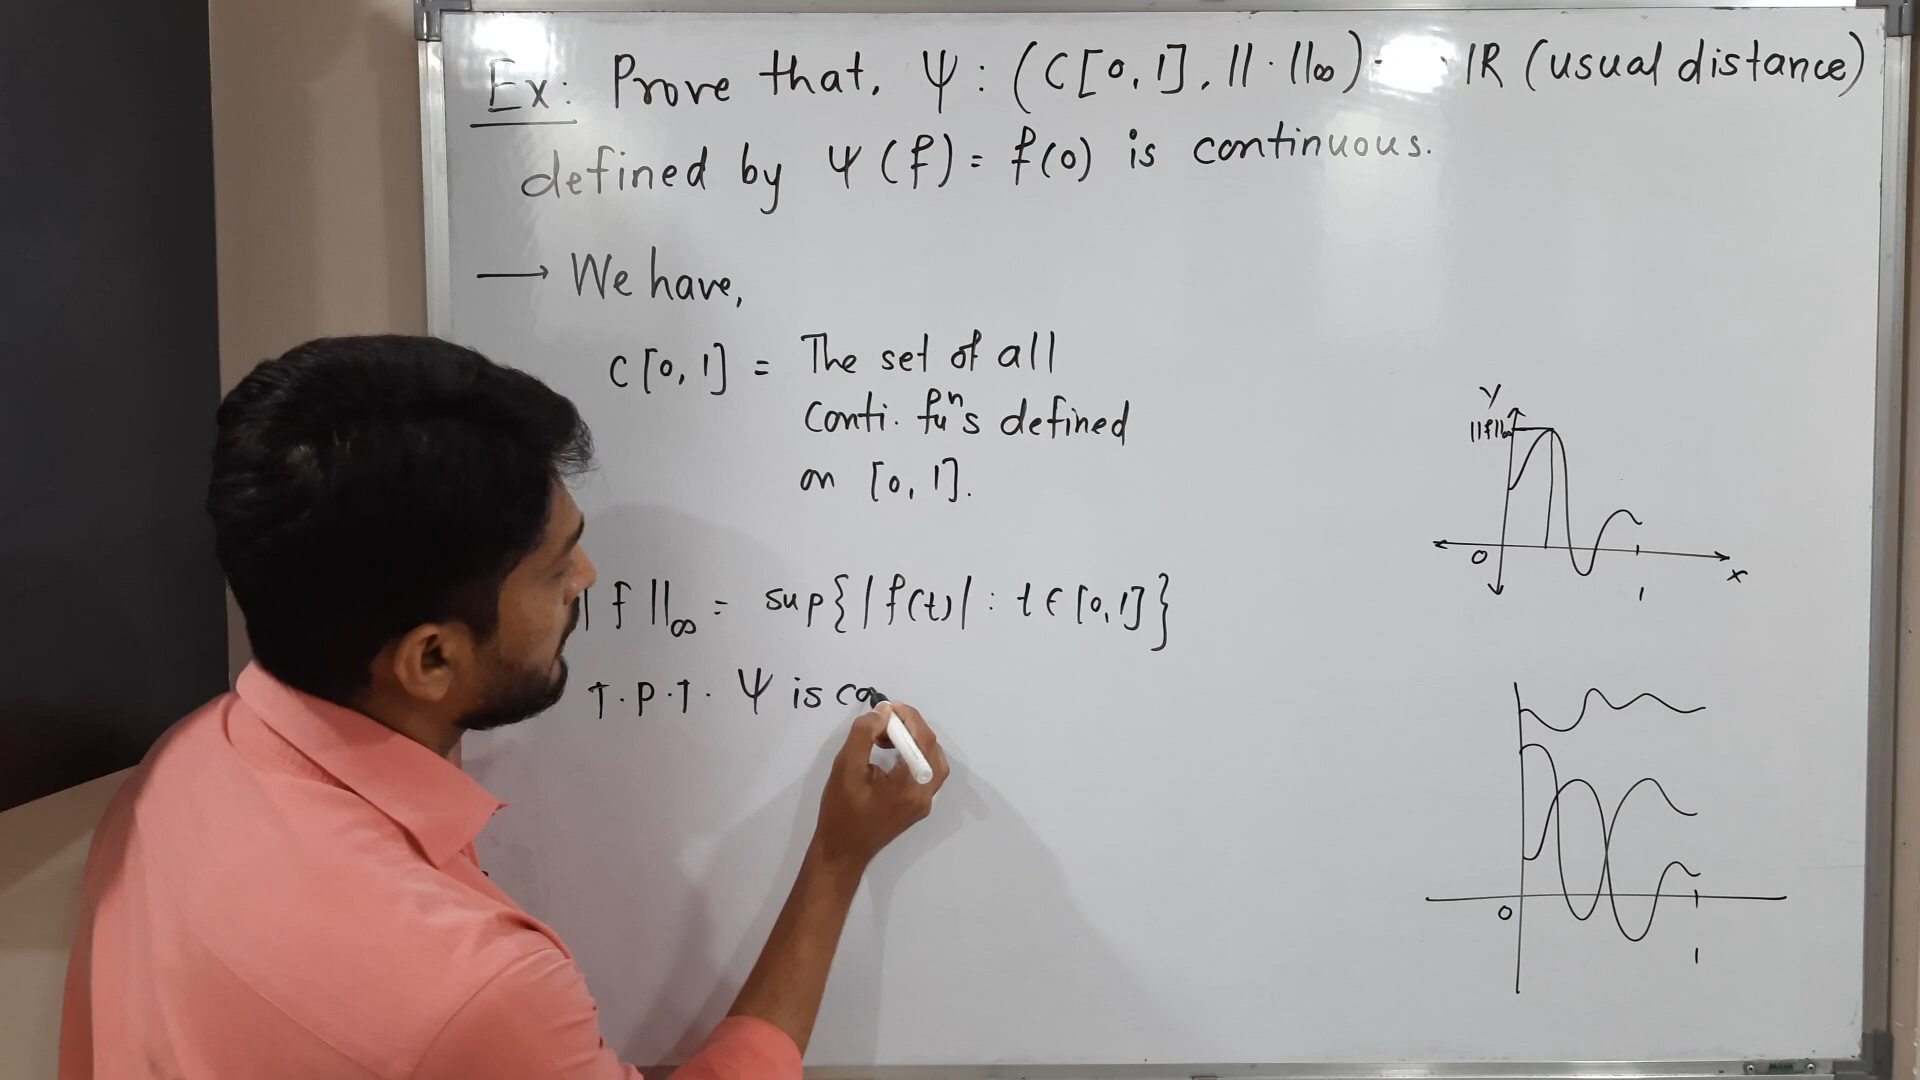 Ex: Prove that, Ψ : (C[0,1], ||·||∞) IR (usual distance)
defined by Ψ(f) = f(0) is continuous.
⟶ We have,
C[0,1] = The set of all
Conti. fuⁿs defined
on [0,1].
| f ||∞ = sup{|f(t)| : t ∈ [0,1]}
T.P.T. Ψ is co
Y
||f||∞
0
1
x
0
1